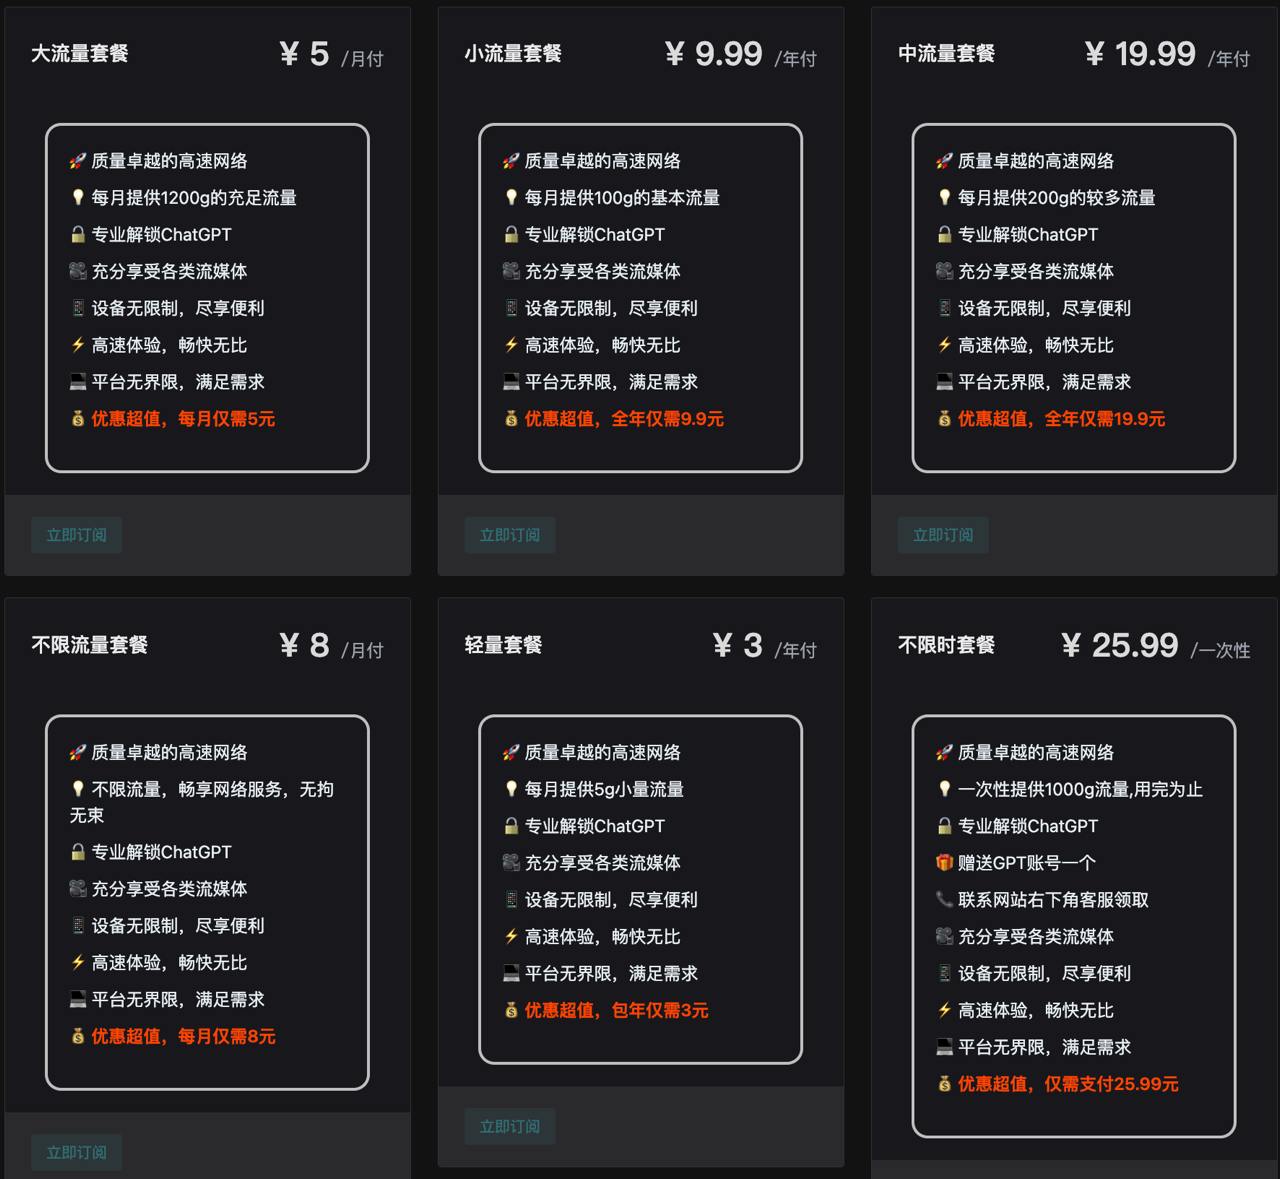 大流量套餐 ¥ 5 /月付
🚀 质量卓越的高速网络
💡 每月提供1200g的充足流量
🔓 专业解锁ChatGPT
🎥 充分享受各类流媒体
📱 设备无限制，尽享便利
⚡ 高速体验，畅快无比
💻 平台无界限，满足需求
💰 优惠超值，每月仅需5元
立即订阅
小流量套餐 ¥ 9.99 /年付
🚀 质量卓越的高速网络
💡 每月提供100g的基本流量
🔓 专业解锁ChatGPT
🎥 充分享受各类流媒体
📱 设备无限制，尽享便利
⚡ 高速体验，畅快无比
💻 平台无界限，满足需求
💰 优惠超值，全年仅需9.9元
立即订阅
中流量套餐 ¥ 19.99 /年付
🚀 质量卓越的高速网络
💡 每月提供200g的较多流量
🔓 专业解锁ChatGPT
🎥 充分享受各类流媒体
📱 设备无限制，尽享便利
⚡ 高速体验，畅快无比
💻 平台无界限，满足需求
💰 优惠超值，全年仅需19.9元
立即订阅
不限流量套餐 ¥ 8 /月付
🚀 质量卓越的高速网络
💡 不限流量，畅享网络服务，无拘
无束
🔓 专业解锁ChatGPT
🎥 充分享受各类流媒体
📱 设备无限制，尽享便利
⚡ 高速体验，畅快无比
💻 平台无界限，满足需求
💰 优惠超值，每月仅需8元
立即订阅
轻量套餐 ¥ 3 /年付
🚀 质量卓越的高速网络
💡 每月提供5g小量流量
🔓 专业解锁ChatGPT
🎥 充分享受各类流媒体
📱 设备无限制，尽享便利
⚡ 高速体验，畅快无比
💻 平台无界限，满足需求
💰 优惠超值，包年仅需3元
立即订阅
不限时套餐 ¥ 25.99 /一次性
🚀 质量卓越的高速网络
💡 一次性提供1000g流量,用完为止
🔓 专业解锁ChatGPT
🎁 赠送GPT账号一个
📞 联系网站右下角客服领取
🎥 充分享受各类流媒体
📱 设备无限制，尽享便利
⚡ 高速体验，畅快无比
💻 平台无界限，满足需求
💰 优惠超值，仅需支付25.99元